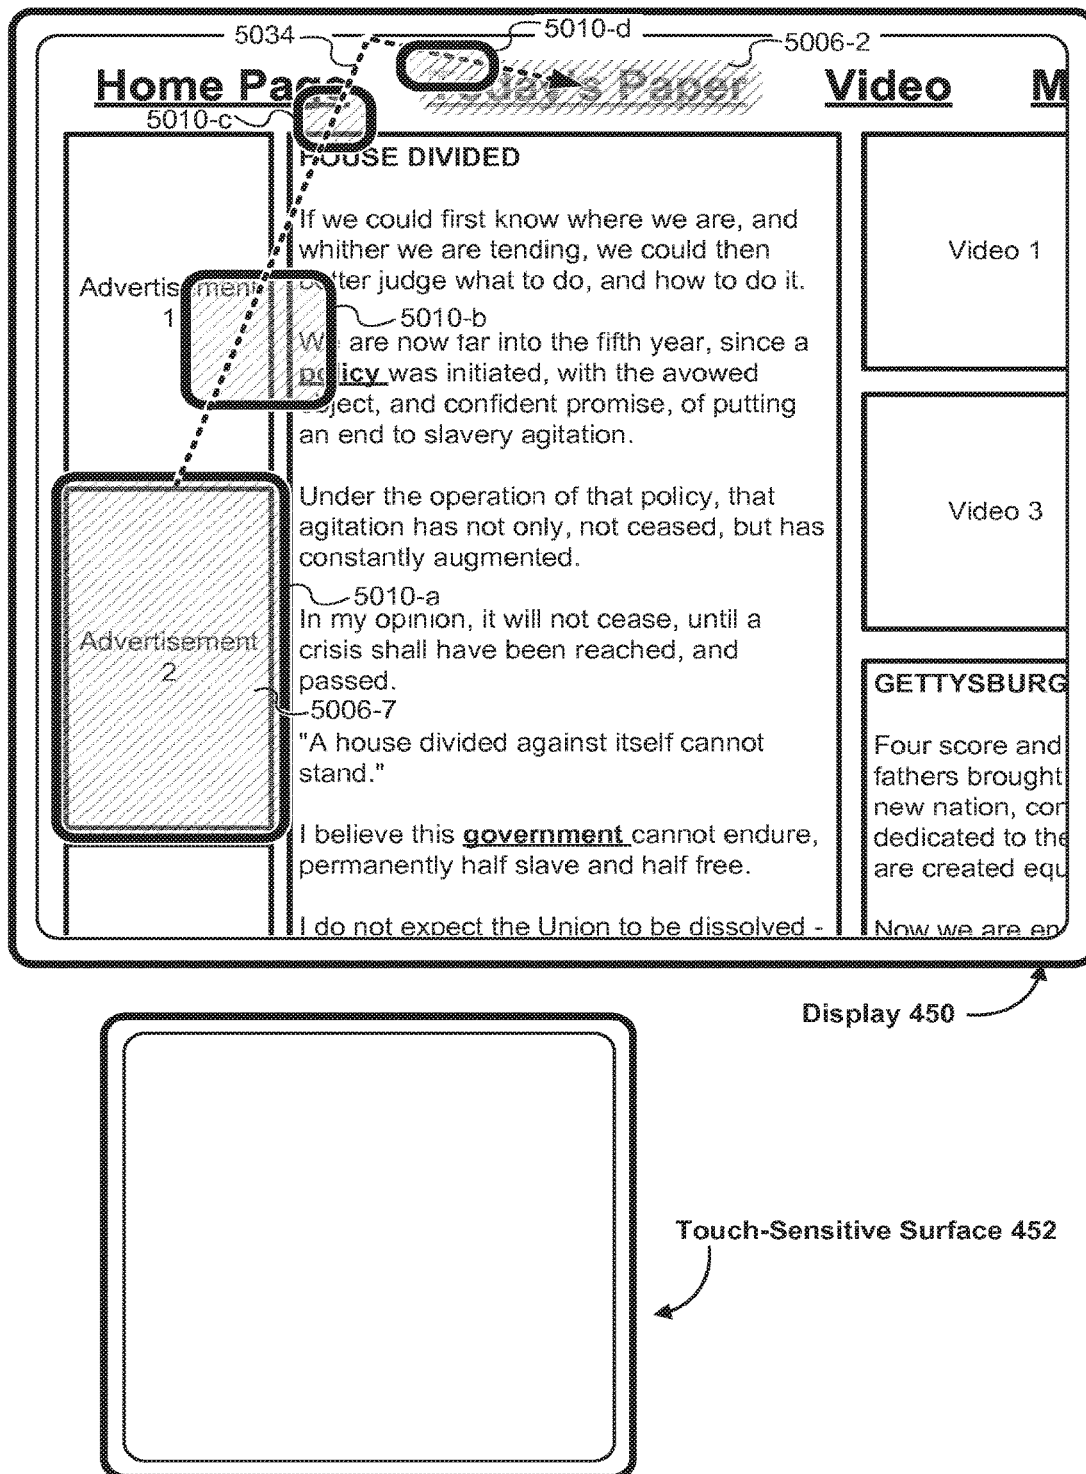 5034
5010-d
5006-2
Home Page
Today's Paper
Video
M
5010-c
HOUSE DIVIDED
If we could first know where we are, and
whither we are tending, we could then
better judge what to do, and how to do it.
Advertisement
1
5010-b
We are now far into the fifth year, since a
policy was initiated, with the avowed
object, and confident promise, of putting
an end to slavery agitation.
Under the operation of that policy, that
agitation has not only, not ceased, but has
constantly augmented.
5010-a
In my opinion, it will not cease, until a
crisis shall have been reached, and
passed.
Advertisement
2
5006-7
"A house divided against itself cannot
stand."
I believe this government cannot endure,
permanently half slave and half free.
I do not expect the Union to be dissolved -
Video 1
Video 3
GETTYSBURG
Four score and
fathers brought
new nation, con
dedicated to the
are created equ
Now we are en
Display 450
Touch-Sensitive Surface 452